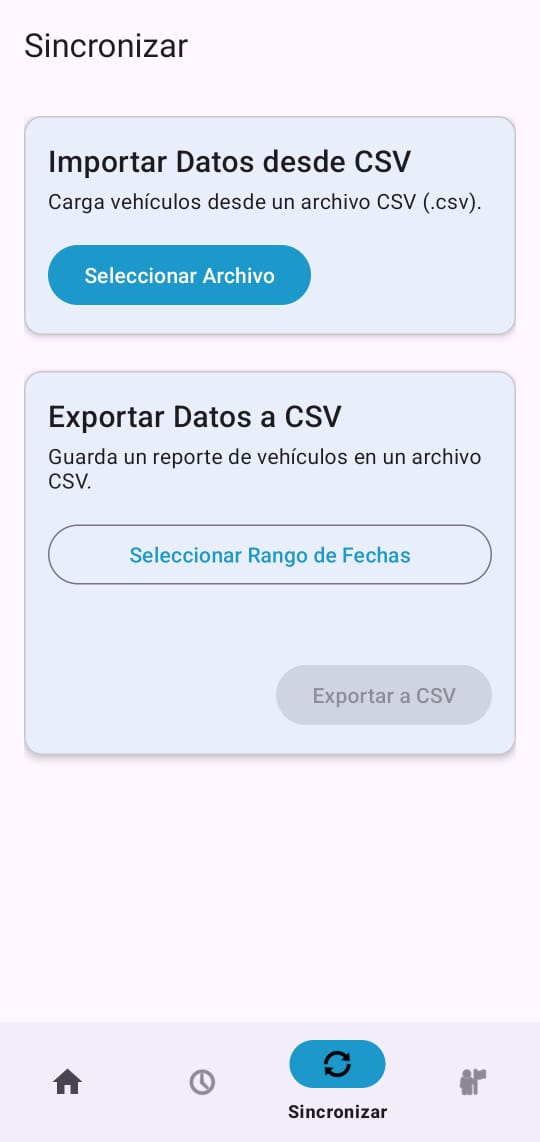 Sincronizar
Importar Datos desde CSV
Carga vehículos desde un archivo CSV (.csv).
Seleccionar Archivo
Exportar Datos a CSV
Guarda un reporte de vehículos en un archivo
CSV.
Seleccionar Rango de Fechas
Exportar a CSV
Sincronizar